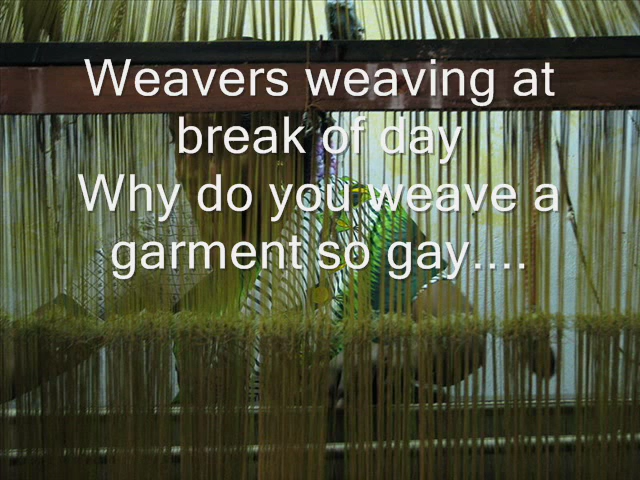 Weavers weaving at
break of day
Why do you weave a
garment so gay....